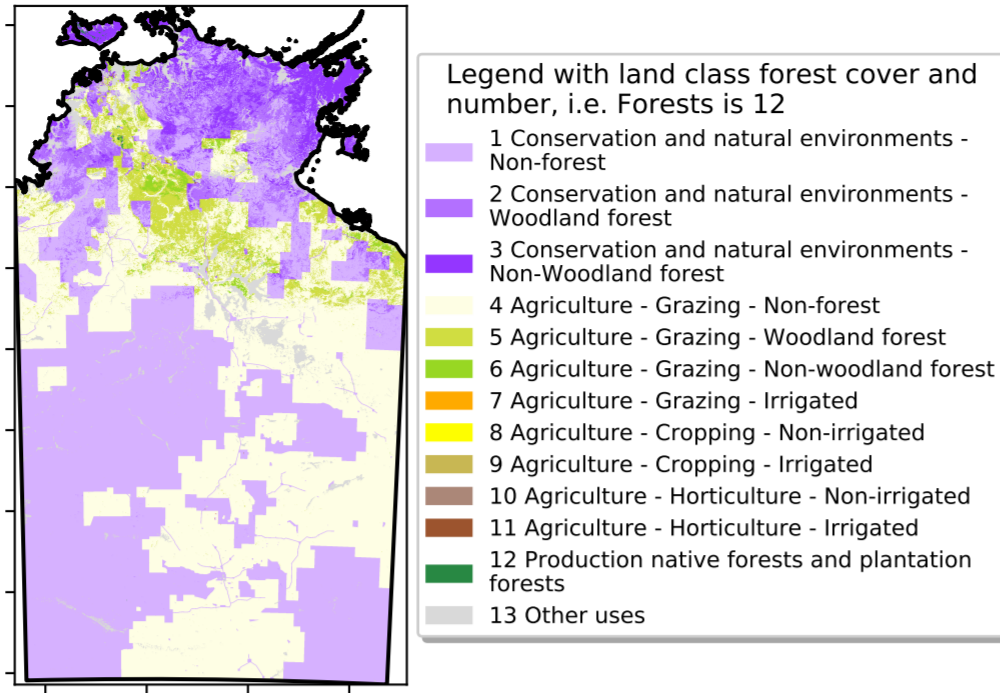 Legend with land class forest cover and
number, i.e. Forests is 12
1 Conservation and natural environments -
Non-forest
2 Conservation and natural environments -
Woodland forest
3 Conservation and natural environments -
Non-Woodland forest
4 Agriculture - Grazing - Non-forest
5 Agriculture - Grazing - Woodland forest
6 Agriculture - Grazing - Non-woodland forest
7 Agriculture - Grazing - Irrigated
8 Agriculture - Cropping - Non-irrigated
9 Agriculture - Cropping - Irrigated
10 Agriculture - Horticulture - Non-irrigated
11 Agriculture - Horticulture - Irrigated
12 Production native forests and plantation
forests
13 Other uses